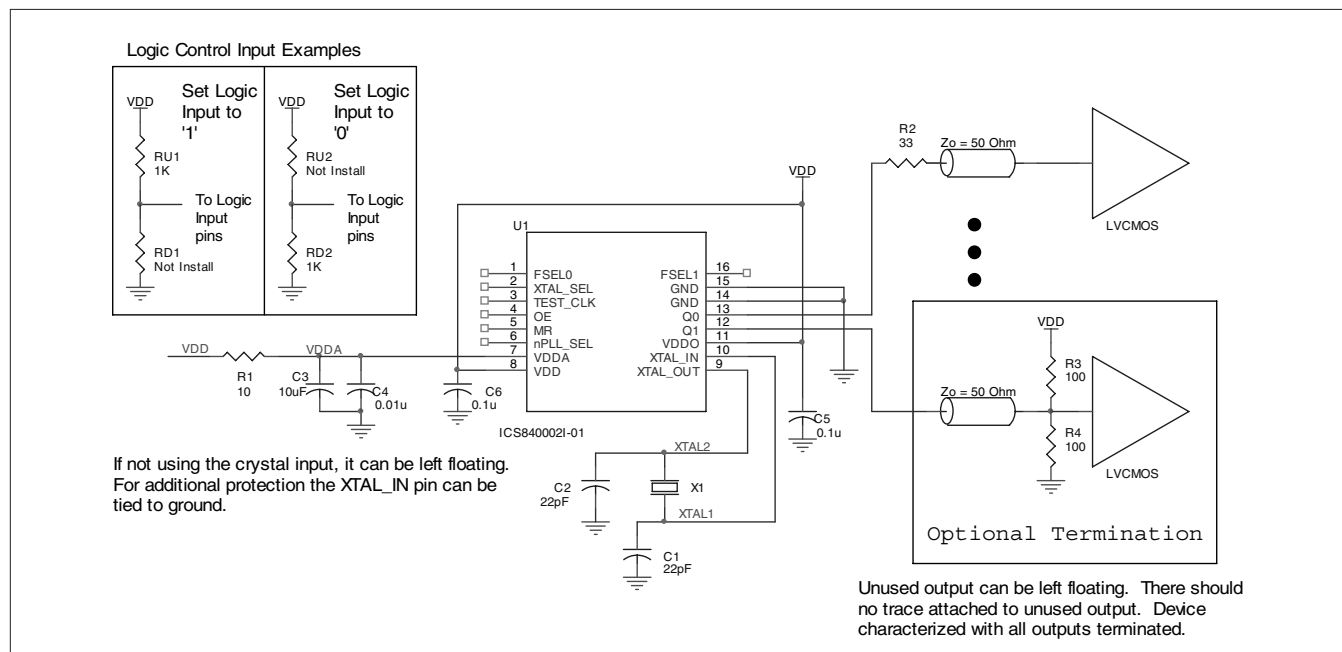 Logic Control Input Examples
VDD
Set Logic
Input to
'1'
RU1
1K
To Logic
Input
pins
RD1
Not Install
VDD
Set Logic
Input to
'0'
RU2
Not Install
To Logic
Input
pins
RD2
1K
VDD
R1
10
VDDA
C3
10uF
C4
0.01u
C6
0.1u
U1
1 FSEL0
2 XTAL_SEL
3 TEST_CLK
4 OE
5 MR
6 nPLL_SEL
7 VDDA
8 VDD
FSEL1 16
GND 15
GND 14
Q0 13
Q1 12
VDDO 11
XTAL_IN 10
XTAL_OUT 9
ICS840002I-01
VDD
C5
0.1u
XTAL2
C2
22pF
X1
XTAL1
C1
22pF
R2
33
Zo = 50 Ohm
LVCMOS
VDD
R3
100
Zo = 50 Ohm
R4
100
LVCMOS
Optional Termination
If not using the crystal input, it can be left floating.
For additional protection the XTAL_IN pin can be
tied to ground.
Unused output can be left floating. There should
no trace attached to unused output. Device
characterized with all outputs terminated.